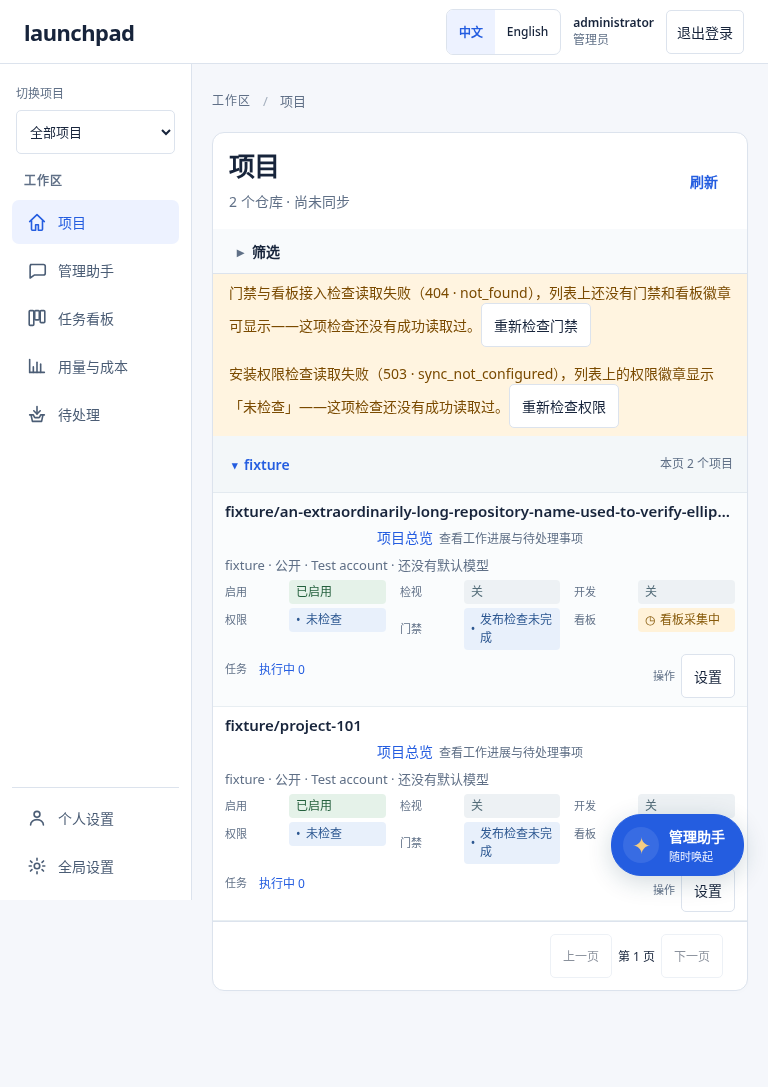 launchpad
中文 English
administrator
管理员
退出登录
切换项目
全部项目
工作区
项目
管理助手
任务看板
用量与成本
待处理
个人设置
全局设置
工作区 / 项目
项目
2 个仓库 · 尚未同步
刷新
▸ 筛选
门禁与看板接入检查读取失败（404 · not_found），列表上还没有门禁和看板徽章
可显示——这项检查还没有成功读取过。 重新检查门禁
安装权限检查读取失败（503 · sync_not_configured），列表上的权限徽章显示
「未检查」——这项检查还没有成功读取过。 重新检查权限
▾ fixture 本页 2 个项目
fixture/an-extraordinarily-long-repository-name-used-to-verify-ellip...
项目总览 查看工作进展与待处理事项
fixture · 公开 · Test account · 还没有默认模型
启用 已启用 检视 关 开发 关
权限 • 未检查 门禁 • 发布检查未完
成
看板 ◷ 看板采集中
任务 执行中 0 操作 设置
fixture/project-101
项目总览 查看工作进展与待处理事项
fixture · 公开 · Test account · 还没有默认模型
启用 已启用 检视 关 开发 关
权限 • 未检查 门禁 • 发布检查未完
成
看板
✦ 管理助手
随时唤起
任务 执行中 0 操作 设置
上一页 第 1 页 下一页